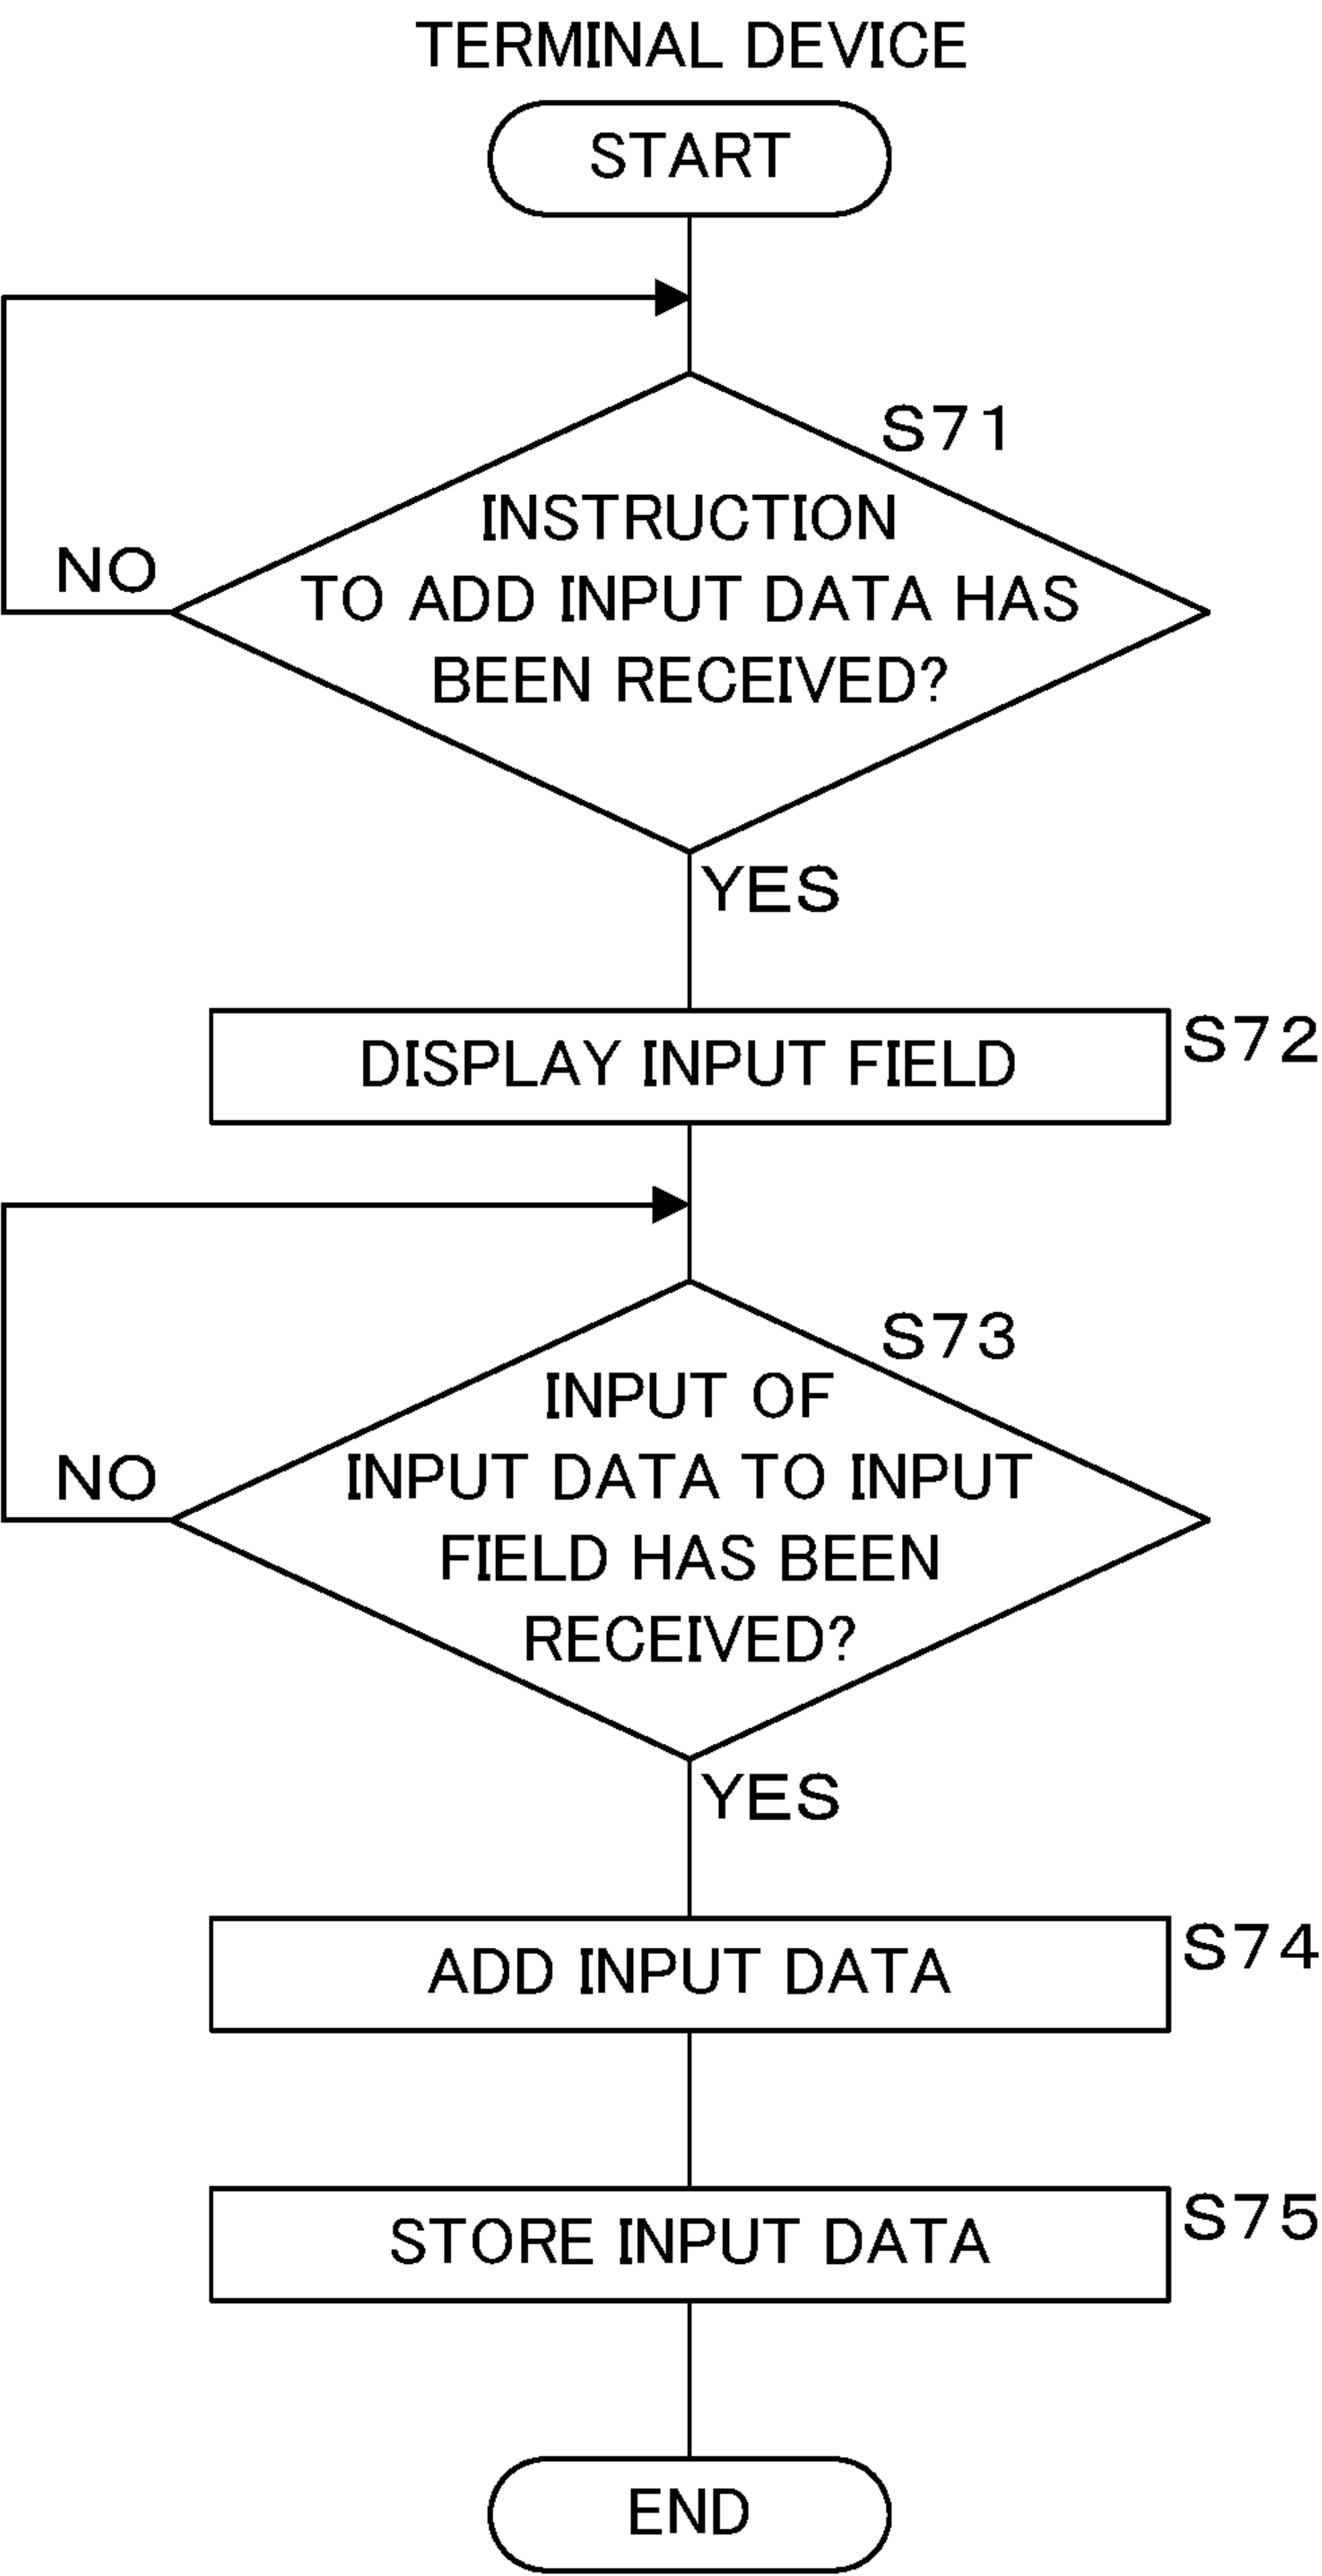 TERMINAL DEVICE
START
S71
INSTRUCTION
TO ADD INPUT DATA HAS
BEEN RECEIVED?
NO
YES
DISPLAY INPUT FIELD
S72
S73
INPUT OF
INPUT DATA TO INPUT
FIELD HAS BEEN
RECEIVED?
NO
YES
ADD INPUT DATA
S74
STORE INPUT DATA
S75
END